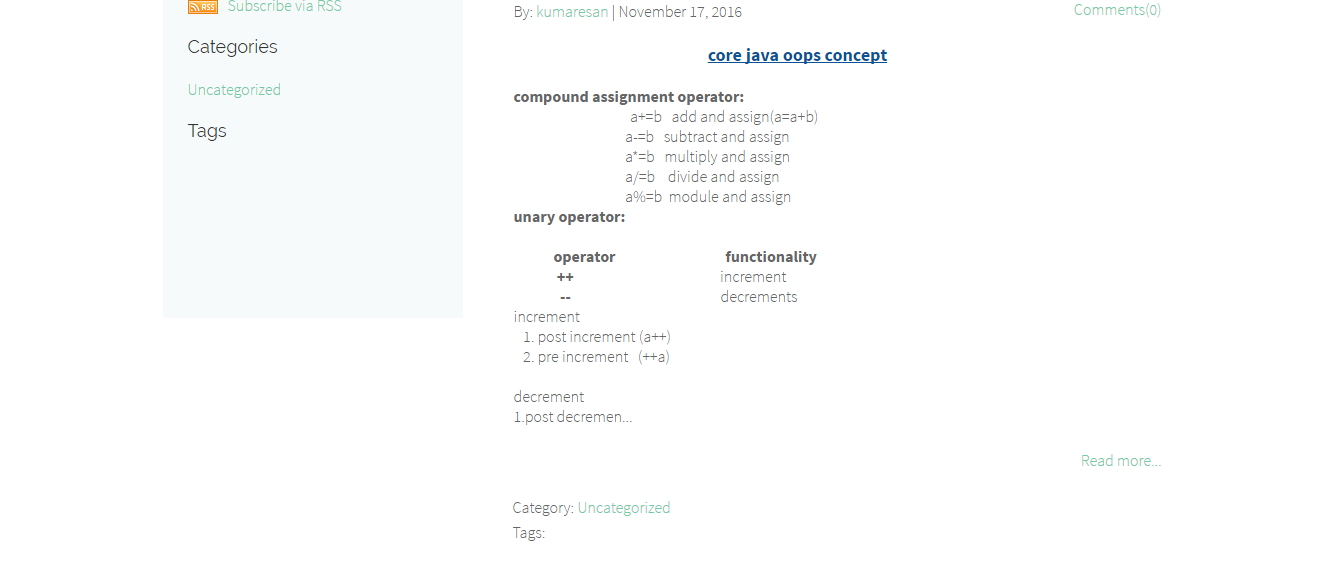 RSS Subscribe via RSS
Categories
Uncategorized
Tags
By: kumaresan | November 17, 2016
Comments(0)
core java oops concept
compound assignment operator:
a+=b add and assign(a=a+b)
a-=b subtract and assign
a*=b multiply and assign
a/=b divide and assign
a%=b module and assign
unary operator:
operator functionality
++ increment
-- decrements
increment
1. post increment (a++)
2. pre increment (++a)
decrement
1.post decremen...
Read more...
Category: Uncategorized
Tags: